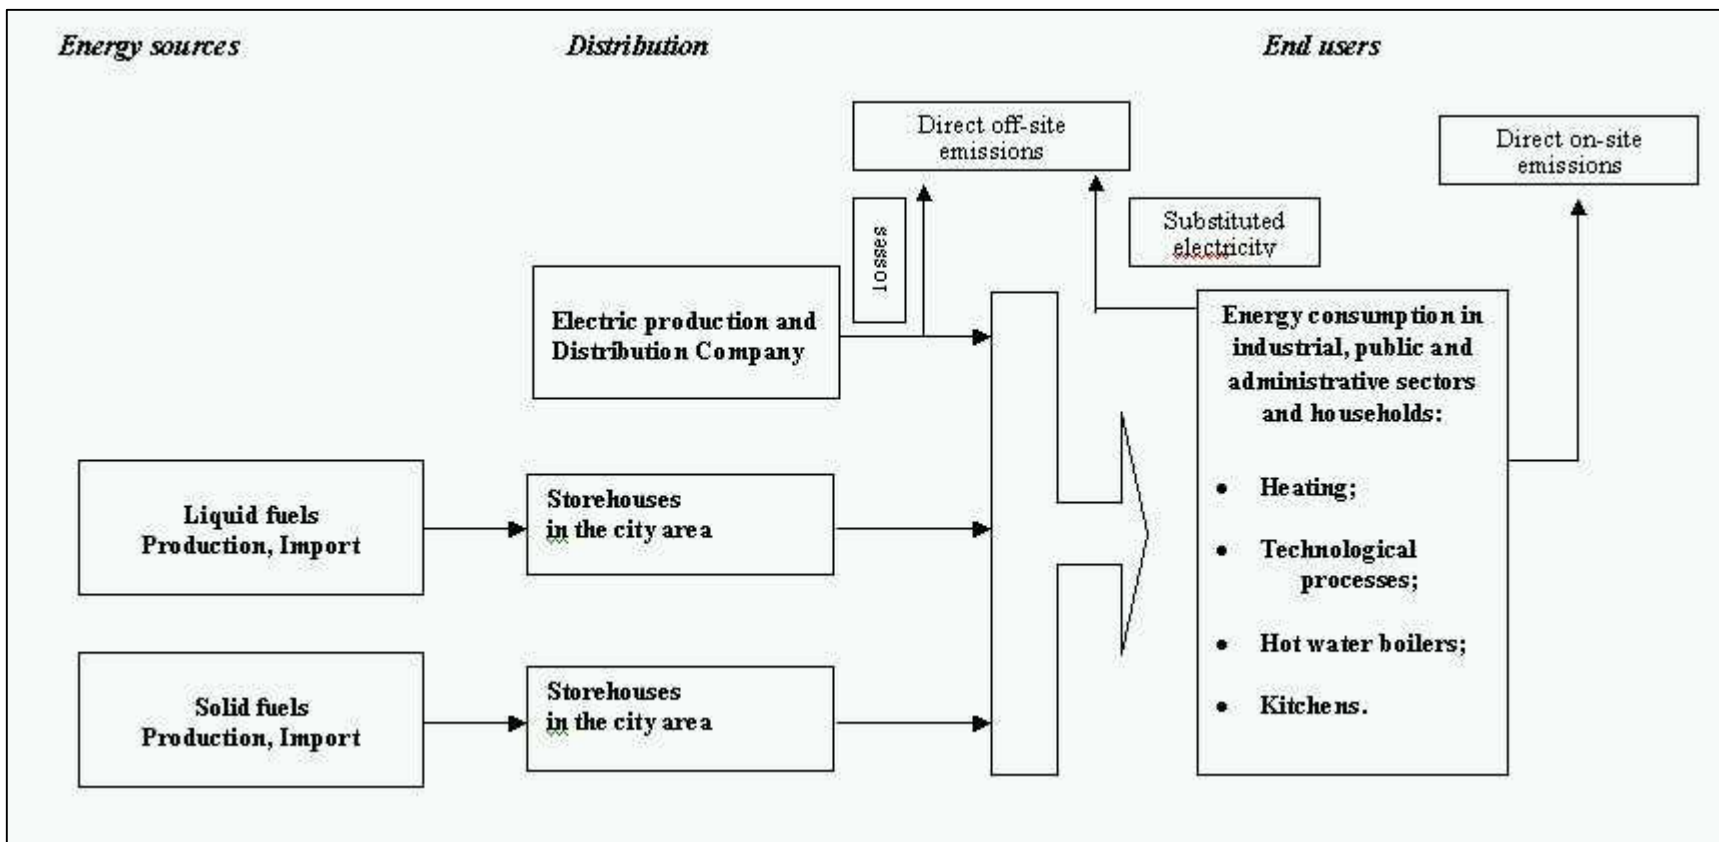 Energy sources
Distribution
End users
Direct off-site
emissions
Direct on-site
emissions
losses
Substituted
electricity
Electric production and
Distribution Company
Energy consumption in
industrial, public and
administrative sectors
and households:
• Heating;
• Technological
processes;
• Hot water boilers;
• Kitchens.
Liquid fuels
Production, Import
Storehouses
in the city area
Solid fuels
Production, Import
Storehouses
in the city area